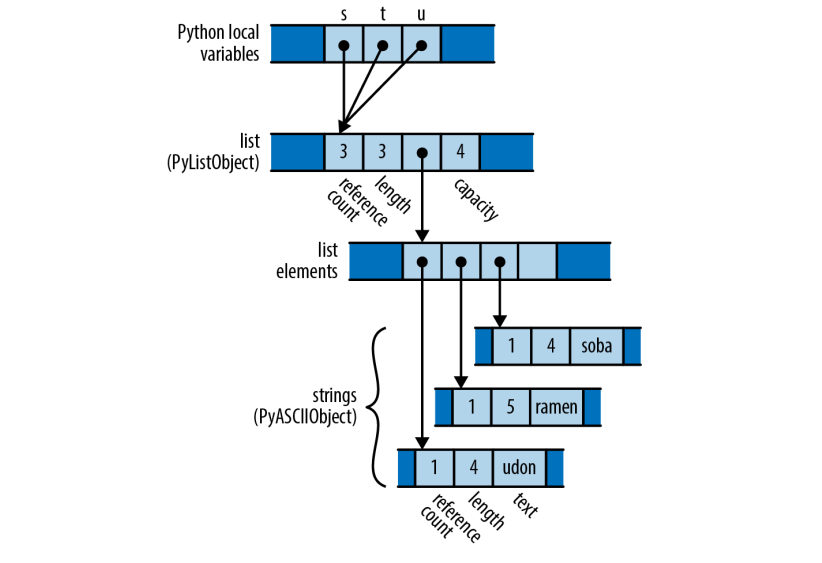 s t u
Python local
variables
list
(PyListObject)
3 3 4
reference
count
length
capacity
list
elements
1 4 soba
strings
(PyASCIIObject)
1 5 ramen
1 4 udon
reference
count
length
text